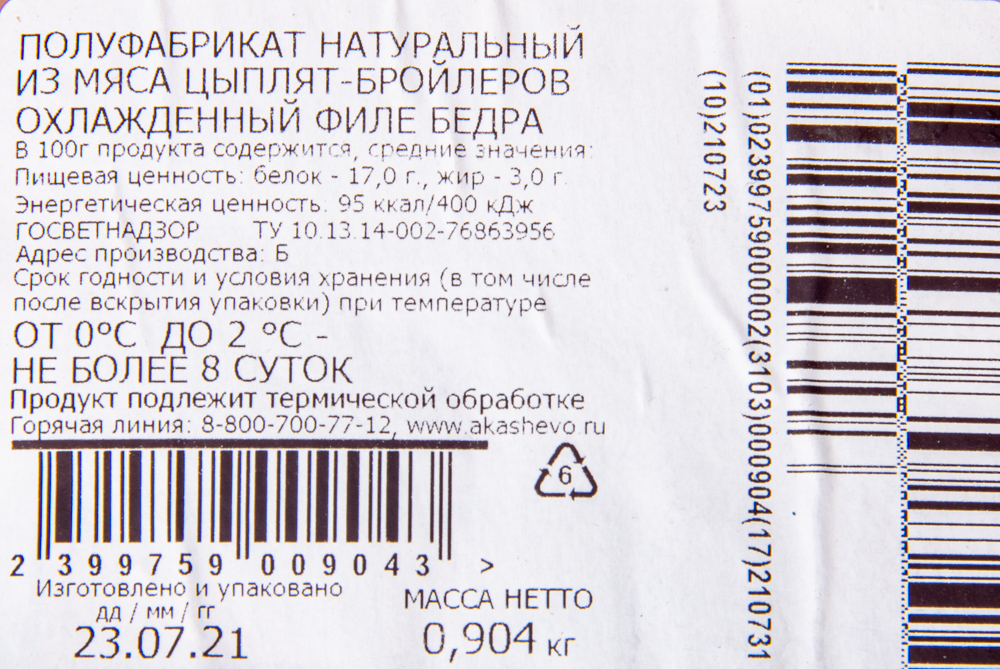 ПОЛУФАБРИКАТ НАТУРАЛЬНЫЙ
ИЗ МЯСА ЦЫПЛЯТ-БРОЙЛЕРОВ
ОХЛАЖДЕННЫЙ ФИЛЕ БЕДРА
В 100г продукта содержится, средние значения:
Пищевая ценность: белок - 17,0 г., жир - 3,0 г.
Энергетическая ценность: 95 ккал/400 кДж
ГОСВЕТНАДЗОР ТУ 10.13.14-002-76863956
Адрес производства: Б
Срок годности и условия хранения (в том числе
после вскрытия упаковки) при температуре
ОТ 0°С ДО 2 °С -
НЕ БОЛЕЕ 8 СУТОК
Продукт подлежит термической обработке
Горячая линия: 8-800-700-77-12, www.akashevo.ru
6
2 399759 009043 >
Изготовлено и упаковано
дд / мм / гг
23.07.21
МАССА НЕТТО
0,904 кг
(01)02399759000002(3103)000904(17)210731
(10)210723